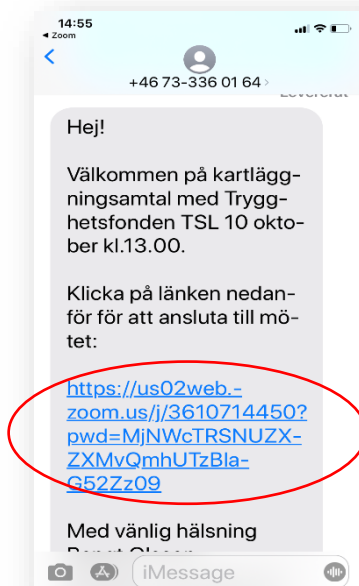 14:55
◀ Zoom
+46 73-336 01 64 >
Levererat
Hej!
Välkommen på kartlägg-
ningsamtal med Trygg-
hetsfonden TSL 10 okto-
ber kl.13.00.
Klicka på länken nedan-
för för att ansluta till mö-
tet:
https://us02web.-
zoom.us/j/3610714450?
pwd=MjNWcTRSNUZX-
ZXMvQmhUTzBla-
G52Zz09
Med vänlig hälsning
iMessage